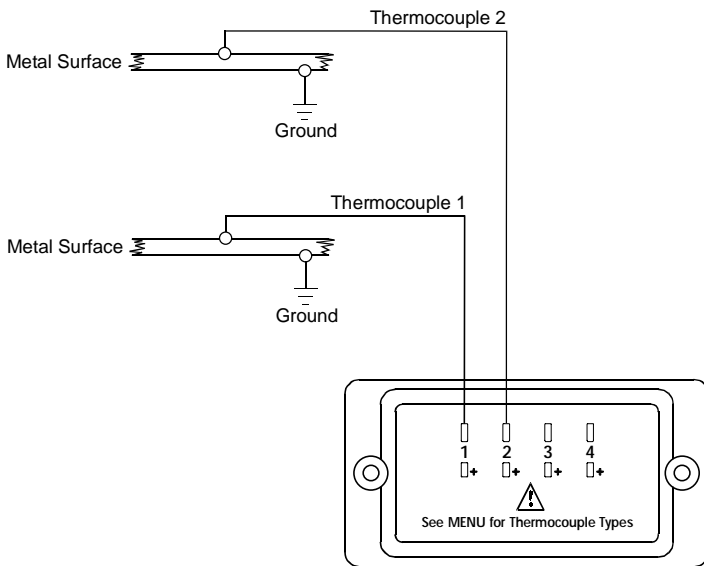 Thermocouple 2
Metal Surface
Ground
Thermocouple 1
Metal Surface
Ground
1 2 3 4
+ + + +
!
See MENU for Thermocouple Types